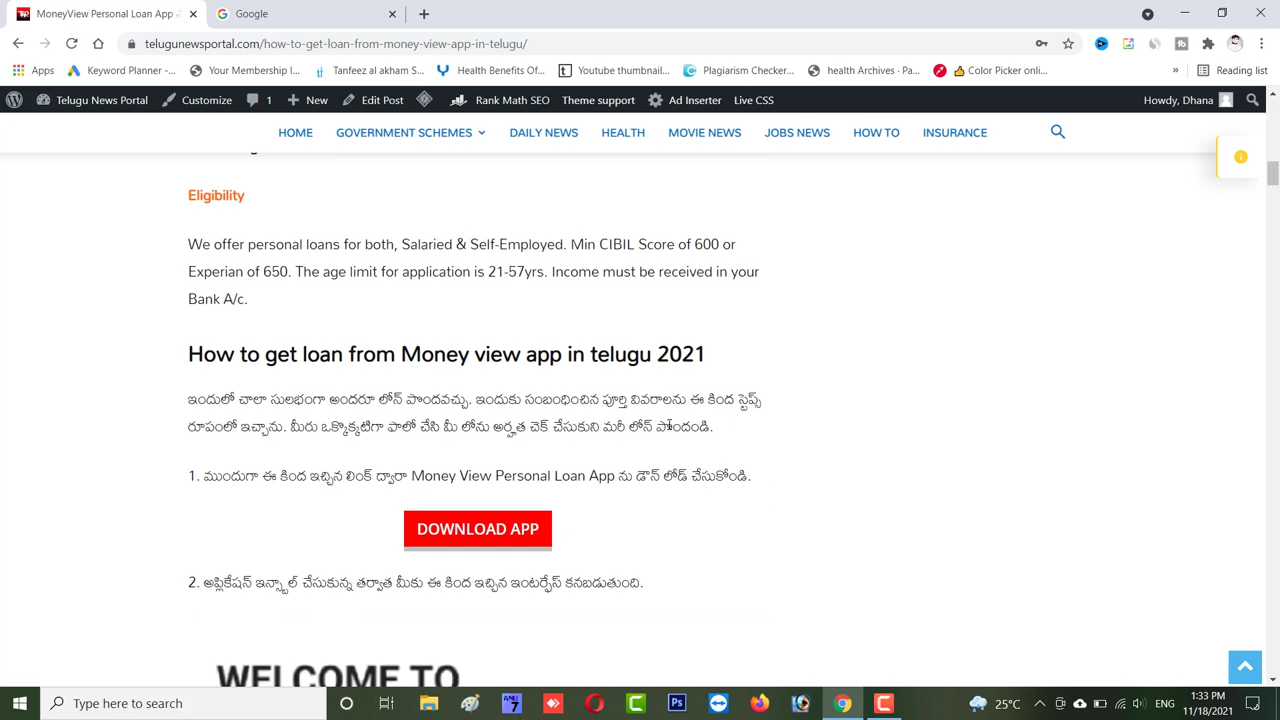 MoneyView Personal Loan App
Google
telugunewsportal.com/how-to-get-loan-from-money-view-app-in-telugu/
Apps
Keyword Planner -...
Your Membership I...
Tanfeez al akham S...
Health Benefits Of...
Youtube thumbnail...
Plagiarism Checker...
health Archives · Pa...
Color Picker onli...
»
Reading list
Telugu News Portal
Customize
1
New
Edit Post
Rank Math SEO
Theme support
Ad Inserter
Live CSS
Howdy, Dhana
HOME
GOVERNMENT SCHEMES
DAILY NEWS
HEALTH
MOVIE NEWS
JOBS NEWS
HOW TO
INSURANCE
Eligibility
We offer personal loans for both, Salaried & Self-Employed. Min CIBIL Score of 600 or
Experian of 650. The age limit for application is 21-57yrs. Income must be received in your
Bank A/c.
How to get loan from Money view app in telugu 2021
ఇందులో చాలా సులభంగా అందరూ లోన్ పొందవచ్చు. ఇందుకు సంబంధించిన పూర్తి వివరాలను ఈ కింద స్టెప్స్
రూపంలో ఇచ్చాను. మీరు ఒక్కొక్కటిగా ఫాలో చేసి మీ లోను అర్హత చెక్ చేసుకుని మరీ లోన్ పొందండి.
1. ముందుగా ఈ కింద ఇచ్చిన లింక్ ద్వారా Money View Personal Loan App ను డౌన్ లోడ్ చేసుకోండి.
DOWNLOAD APP
2. అప్లికేషన్ ఇన్స్టాల్ చేసుకున్న తర్వాత మీకు ఈ కింద ఇచ్చిన ఇంటర్ఫేస్ కనబడుతుంది.
WELCOME TO
Type here to search
25°C
ENG
1:33 PM
11/18/2021